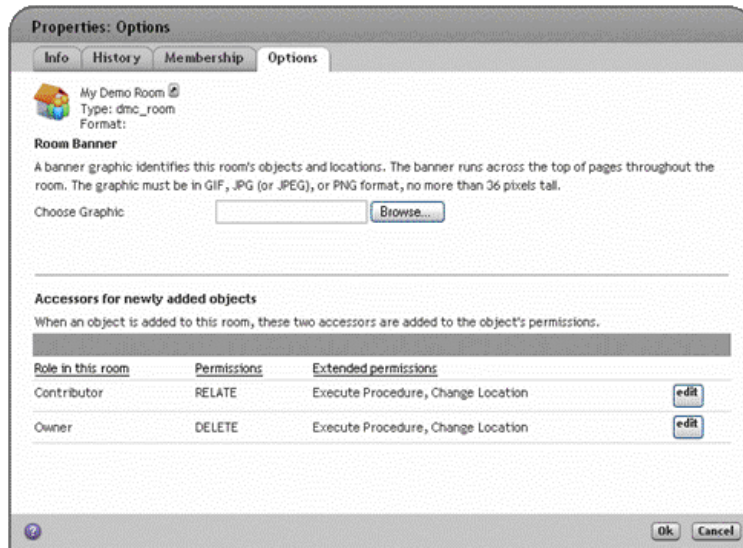 Properties: Options
Info History Membership Options
My Demo Room
Type: dmc_room
Format:
Room Banner
A banner graphic identifies this room's objects and locations. The banner runs across the top of pages throughout the
room. The graphic must be in GIF, JPG (or JPEG), or PNG format, no more than 36 pixels tall.
Choose Graphic Browse...
Accessors for newly added objects
When an object is added to this room, these two accessors are added to the object's permissions.
Role in this room Permissions Extended permissions
Contributor RELATE Execute Procedure, Change Location edit
Owner DELETE Execute Procedure, Change Location edit
? Ok Cancel